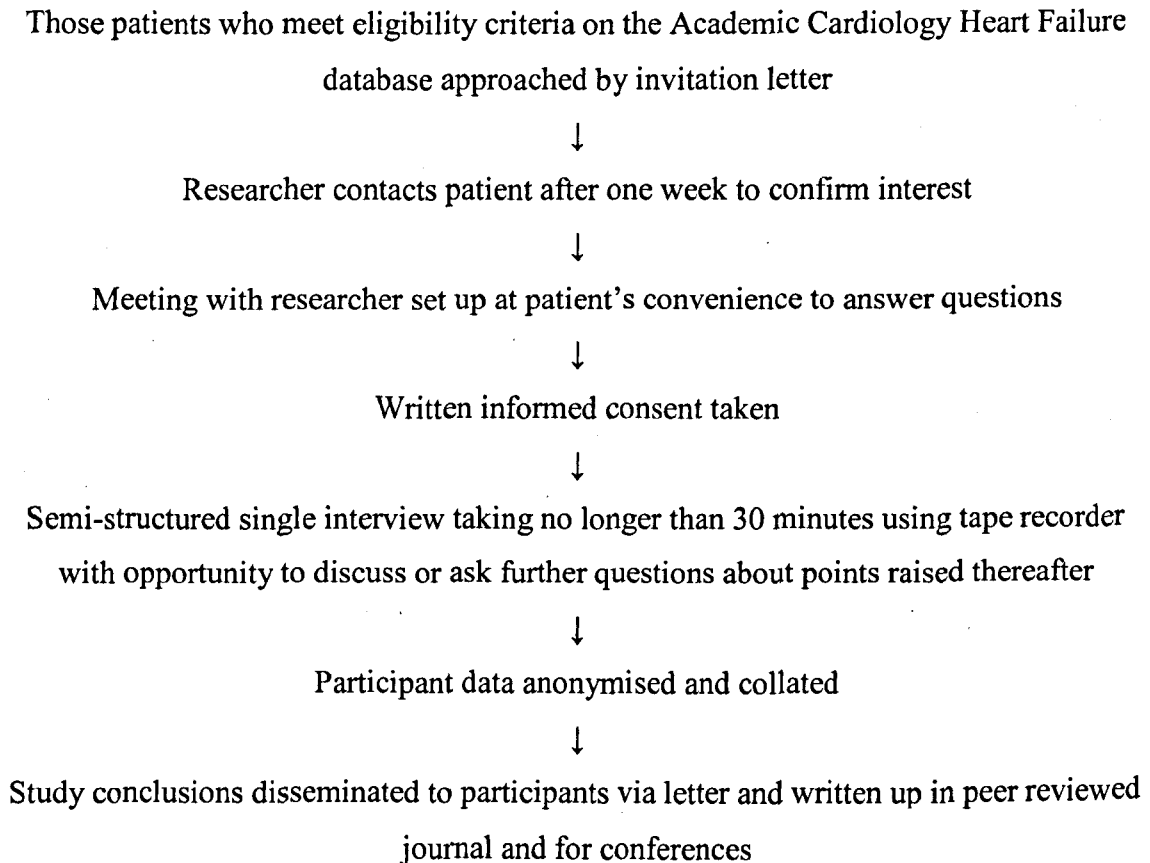 Those patients who meet eligibility criteria on the Academic Cardiology Heart Failure
database approached by invitation letter
↓
Researcher contacts patient after one week to confirm interest
↓
Meeting with researcher set up at patient's convenience to answer questions
↓
Written informed consent taken
↓
Semi-structured single interview taking no longer than 30 minutes using tape recorder
with opportunity to discuss or ask further questions about points raised thereafter
↓
Participant data anonymised and collated
↓
Study conclusions disseminated to participants via letter and written up in peer reviewed
journal and for conferences